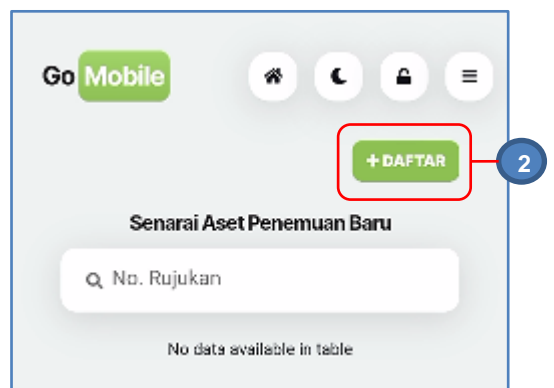 Go Mobile
+ DAFTAR
2
Senarai Aset Penemuan Baru
No. Rujukan
No data available in table